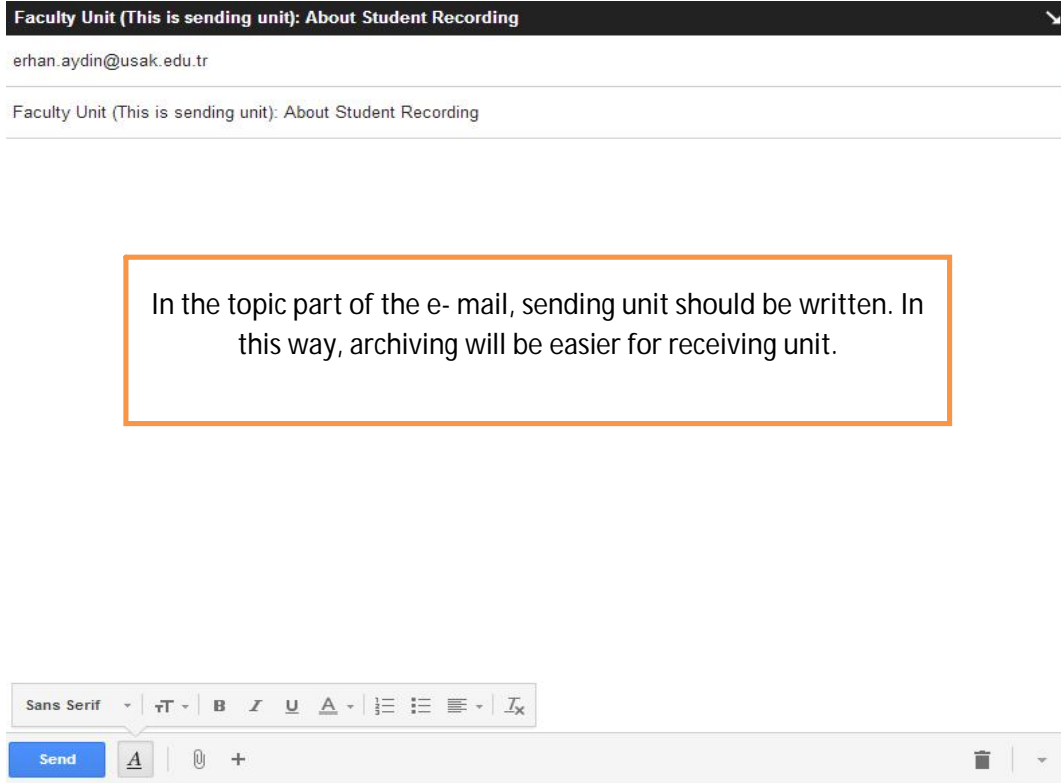 Faculty Unit (This is sending unit): About Student Recording
erhan.aydin@usak.edu.tr
Faculty Unit (This is sending unit): About Student Recording
In the topic part of the e- mail, sending unit should be written. In
this way, archiving will be easier for receiving unit.
Sans Serif
Send